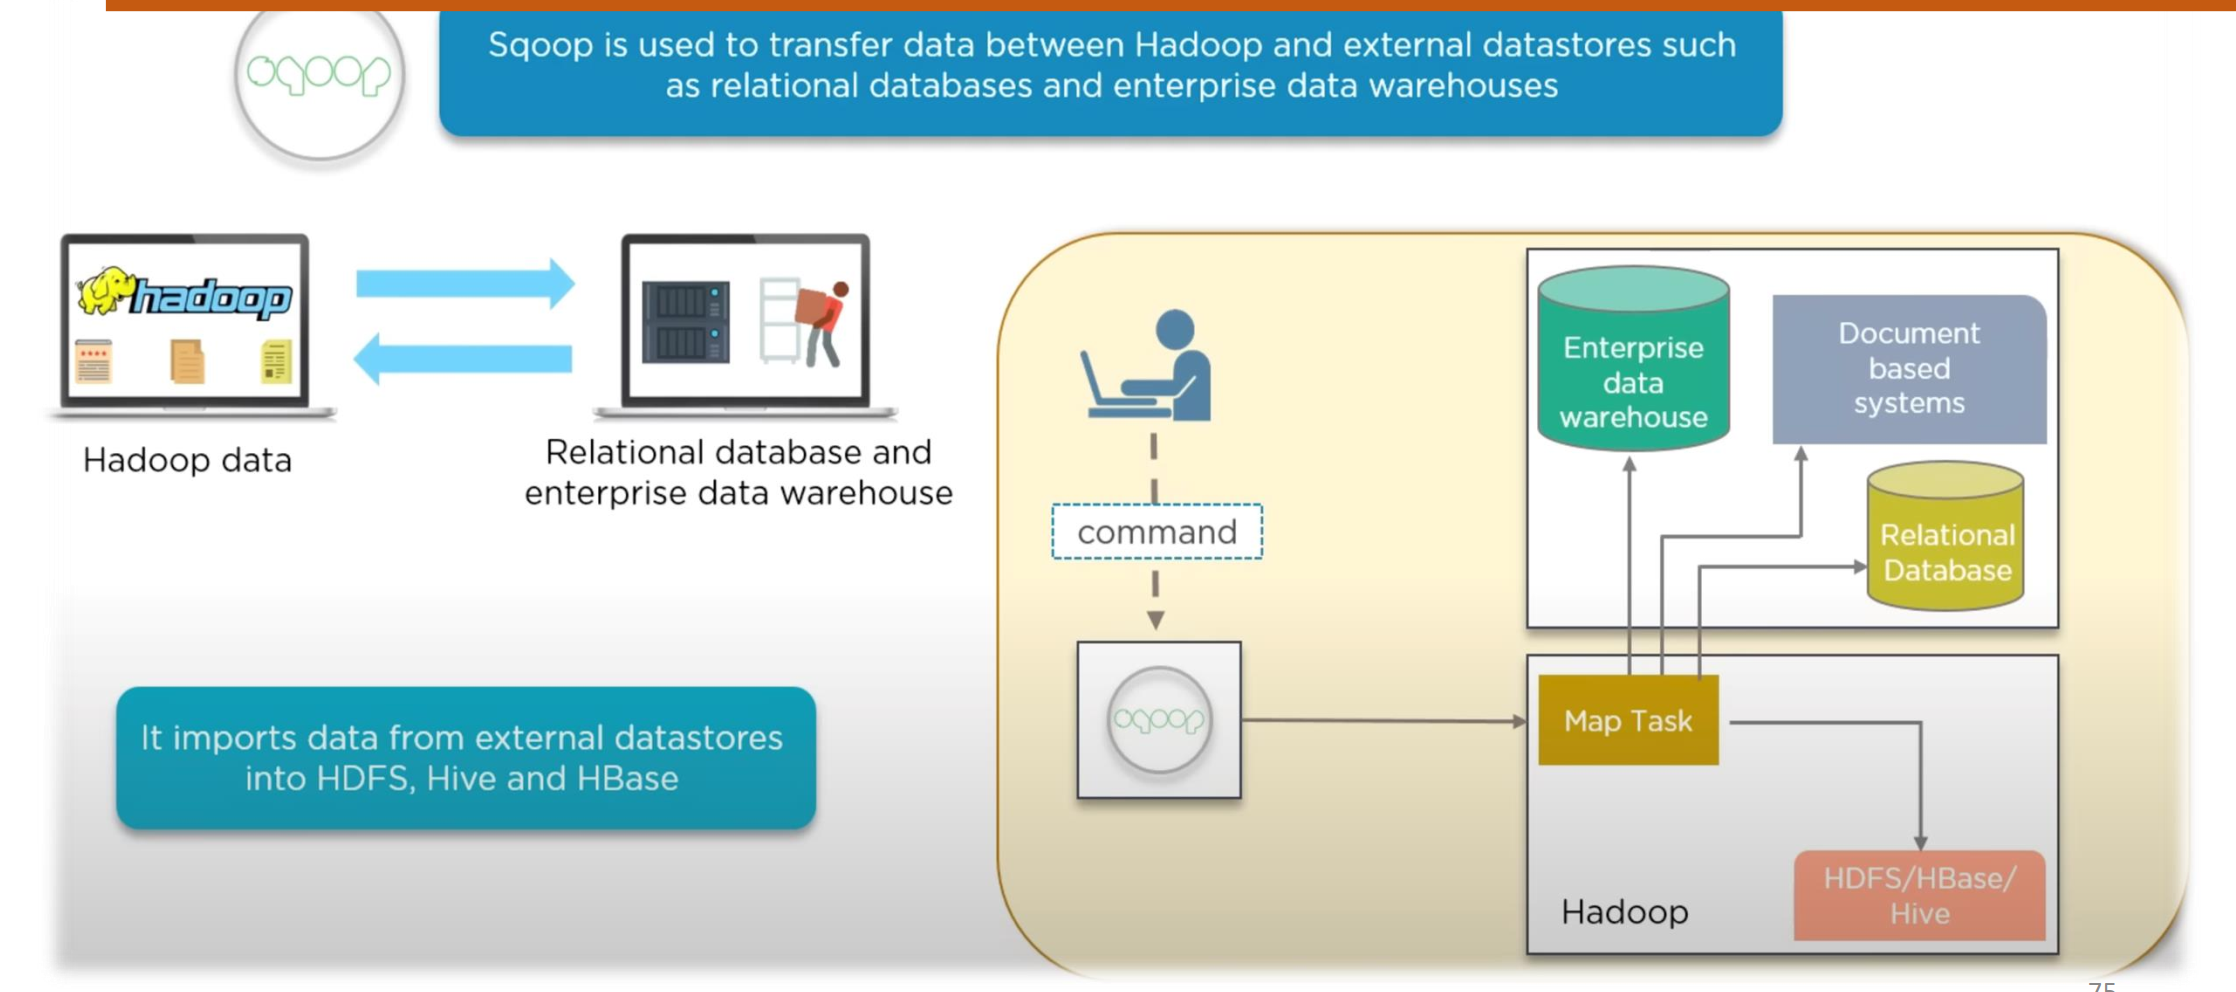 sqoop
Sqoop is used to transfer data between Hadoop and external datastores such
as relational databases and enterprise data warehouses
hadoop
Hadoop data
Relational database and
enterprise data warehouse
It imports data from external datastores
into HDFS, Hive and HBase
command
sqoop
Enterprise
data
warehouse
Document
based
systems
Relational
Database
Map Task
Hadoop
HDFS/HBase/
Hive
75